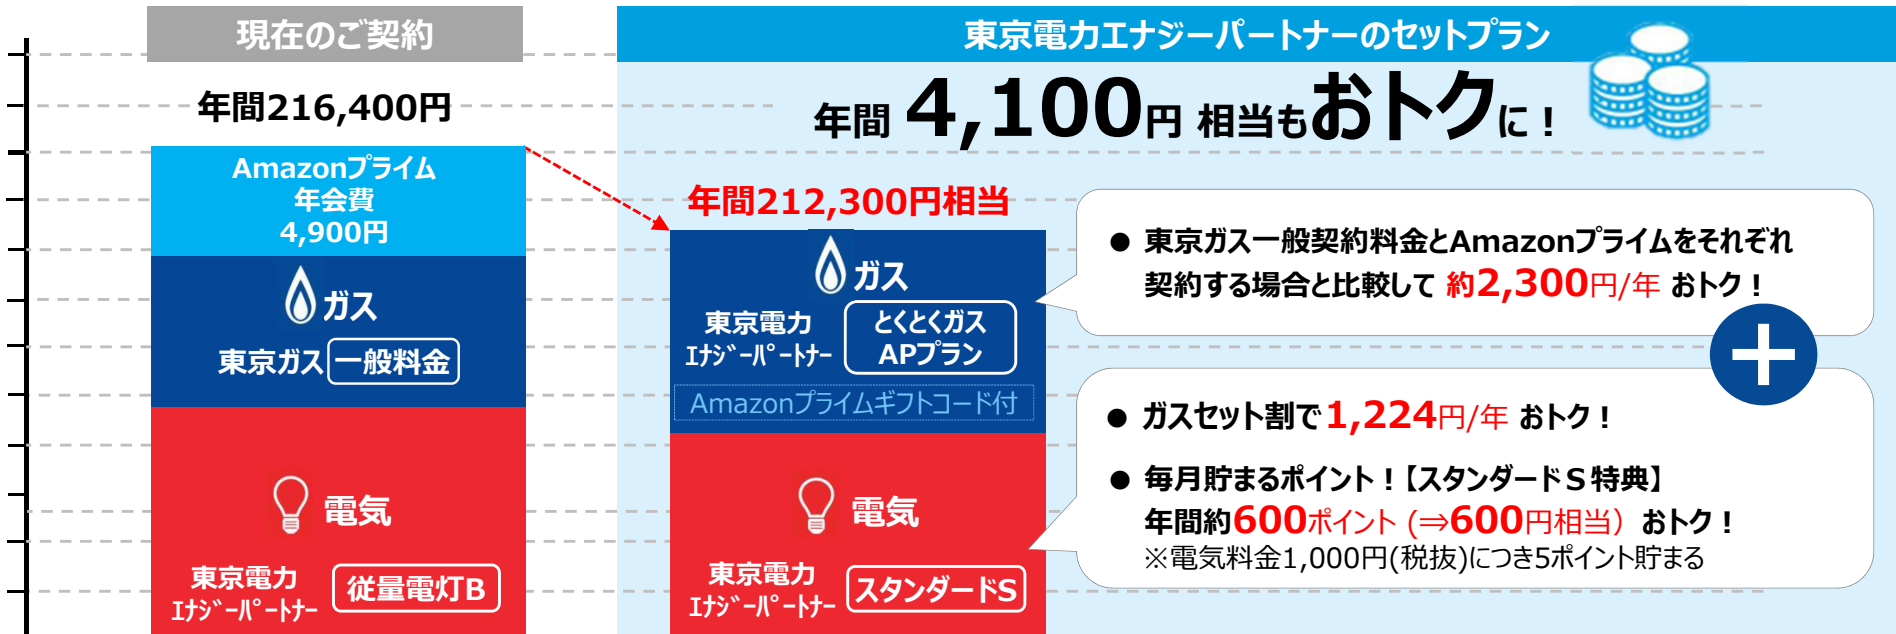 現在のご契約
年間216,400円
Amazonプライム
年会費
4,900円
ガス
東京ガス 一般料金
電気
東京電力
ｴﾅｼﾞｰﾊﾟｰﾄﾅｰ
従量電灯B
東京電力エナジーパートナーのセットプラン
年間 4,100円 相当もおトクに！
年間212,300円相当
ガス
東京電力
ｴﾅｼﾞｰﾊﾟｰﾄﾅｰ
とくとくガス
APプラン
Amazonプライムギフトコード付
電気
東京電力
ｴﾅｼﾞｰﾊﾟｰﾄﾅｰ
スタンダードS
● 東京ガス一般契約料金とAmazonプライムをそれぞれ
契約する場合と比較して 約2,300円/年 おトク！
＋
● ガスセット割で1,224円/年 おトク！
● 毎月貯まるポイント！【スタンダードＳ特典】
年間約600ポイント (⇒600円相当） おトク！
※電気料金1,000円(税抜)につき5ポイント貯まる